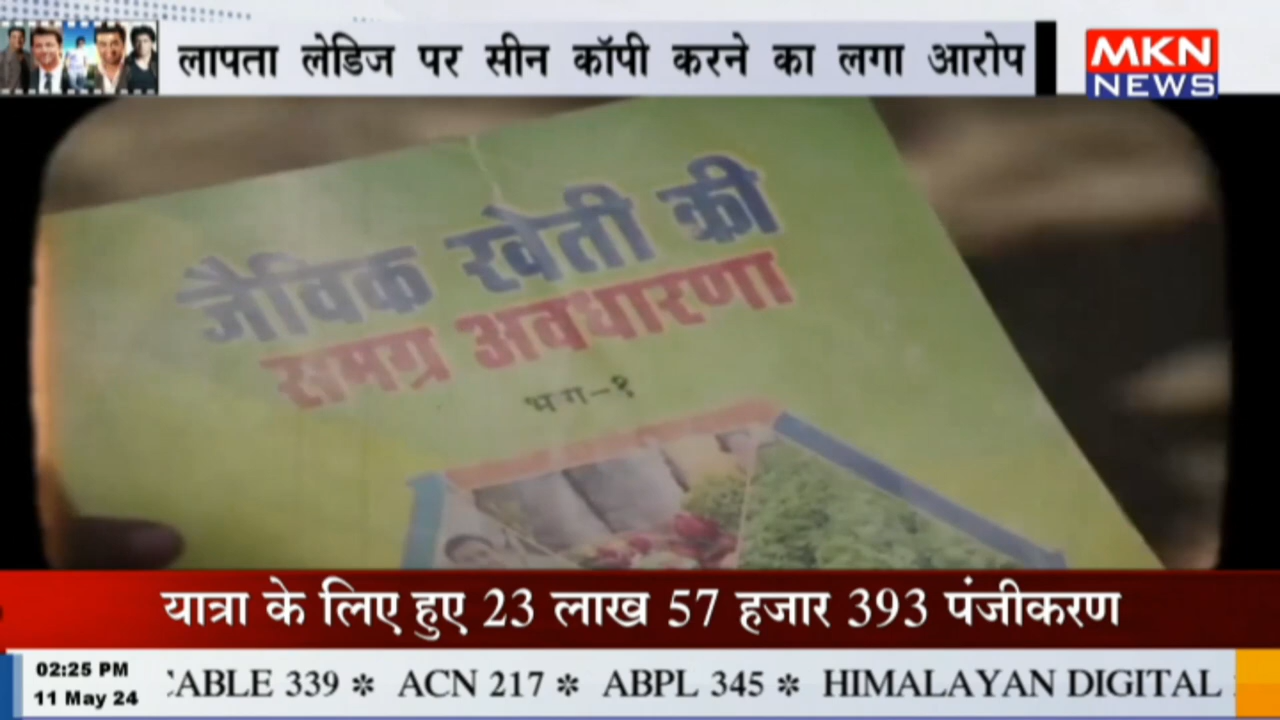 लापता लेडिज पर सीन कॉपी करने का लगा आरोप
MKN
NEWS
जैविक खेती की
समग्र अवधारणा
भाग-१
यात्रा के लिए हुए 23 लाख 57 हजार 393 पंजीकरण
02:25 PM
11 May 24
ABLE 339 * ACN 217 * ABPL 345 * HIMALAYAN DIGITAL